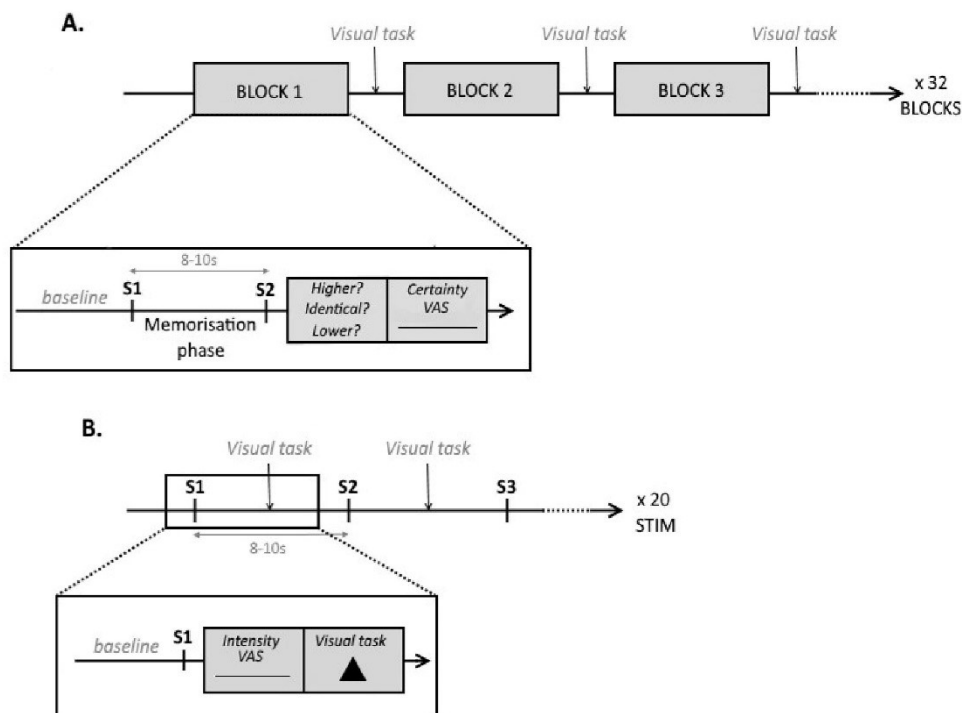 A.
Visual task
Visual task
Visual task
BLOCK 1
BLOCK 2
BLOCK 3
x 32
BLOCKS
8-10s
baseline
S1
S2
Memorisation
phase
Higher?
Identical?
Lower?
Certainty
VAS
B.
Visual task
Visual task
S1
S2
S3
x 20
STIM
8-10s
baseline
S1
Intensity
VAS
Visual task